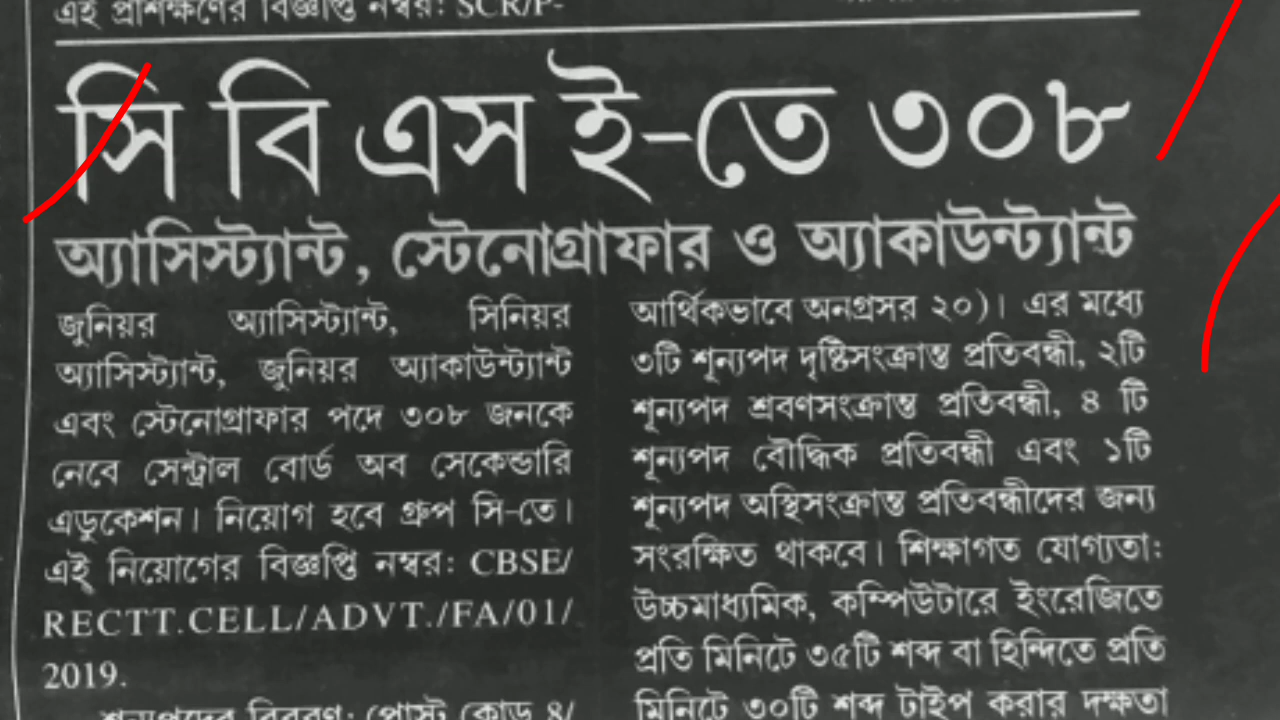 এই প্রশিক্ষণের বিজ্ঞপ্তি নম্বর: SCR/P-
সি বি এস ই-তে ৩০৮
অ্যাসিস্ট্যান্ট, স্টেনোগ্রাফার ও অ্যাকাউন্ট্যান্ট
জুনিয়র অ্যাসিস্ট্যান্ট, সিনিয়র
অ্যাসিস্ট্যান্ট, জুনিয়র অ্যাকাউন্ট্যান্ট
এবং স্টেনোগ্রাফার পদে ৩০৮ জনকে
নেবে সেন্ট্রাল বোর্ড অব সেকেন্ডারি
এডুকেশন। নিয়োগ হবে গ্রুপ সি-তে।
এই নিয়োগের বিজ্ঞপ্তি নম্বর: CBSE/
RECTT.CELL/ADVT./FA/01/
2019.
শূন্যপদের বিবরণ: পোস্ট কোড ৪/
আর্থিকভাবে অনগ্রসর ২০)। এর মধ্যে
৩টি শূন্যপদ দৃষ্টিসংক্রান্ত প্রতিবন্ধী, ২টি
শূন্যপদ শ্রবণসংক্রান্ত প্রতিবন্ধী, ৪ টি
শূন্যপদ বৌদ্ধিক প্রতিবন্ধী এবং ১টি
শূন্যপদ অস্থিসংক্রান্ত প্রতিবন্ধীদের জন্য
সংরক্ষিত থাকবে। শিক্ষাগত যোগ্যতা:
উচ্চমাধ্যমিক, কম্পিউটারে ইংরেজিতে
প্রতি মিনিটে ৩৫টি শব্দ বা হিন্দিতে প্রতি
মিনিটে ৩০টি শব্দ টাইপ করার দক্ষতা